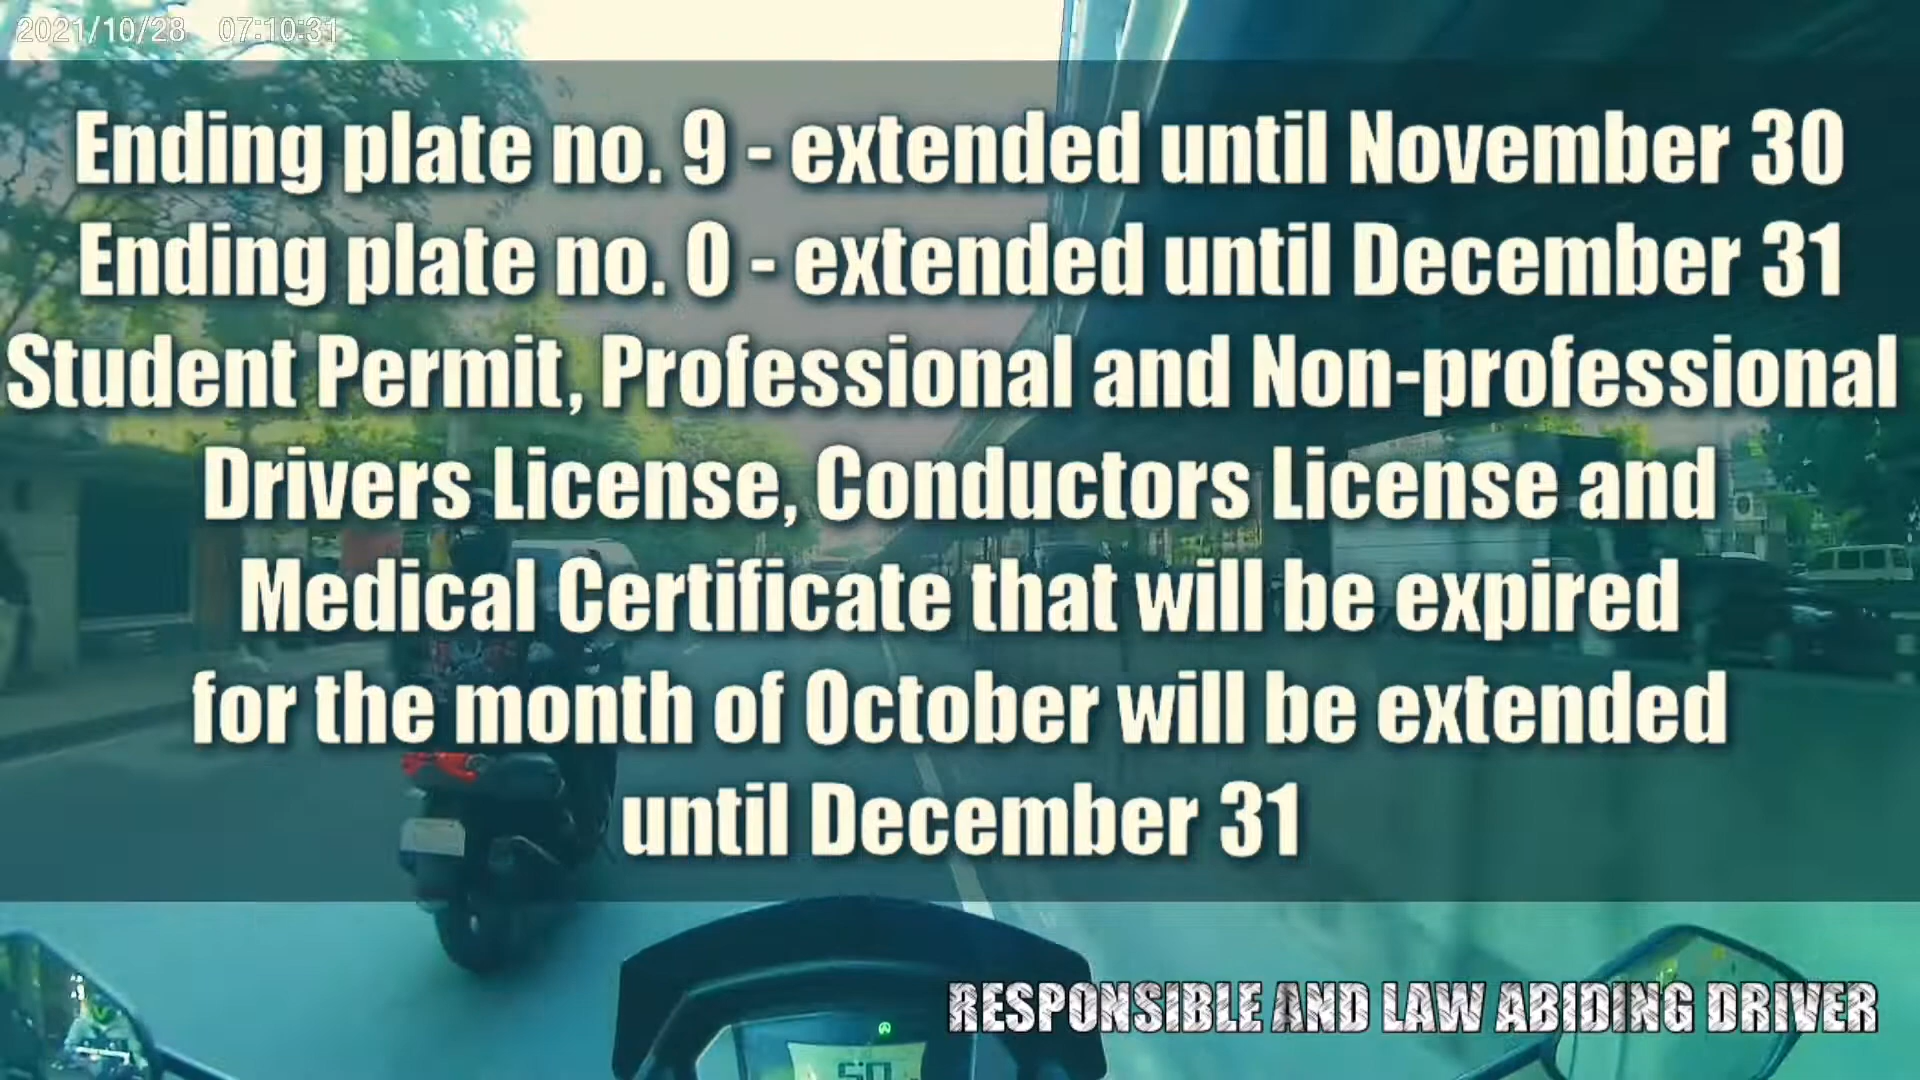 2021/10/28 07:10:31
Ending plate no. 9 - extended until November 30
Ending plate no. 0 - extended until December 31
Student Permit, Professional and Non-professional
Drivers License, Conductors License and
Medical Certificate that will be expired
for the month of October will be extended
until December 31
RESPONSIBLE AND LAW ABIDING DRIVER
50